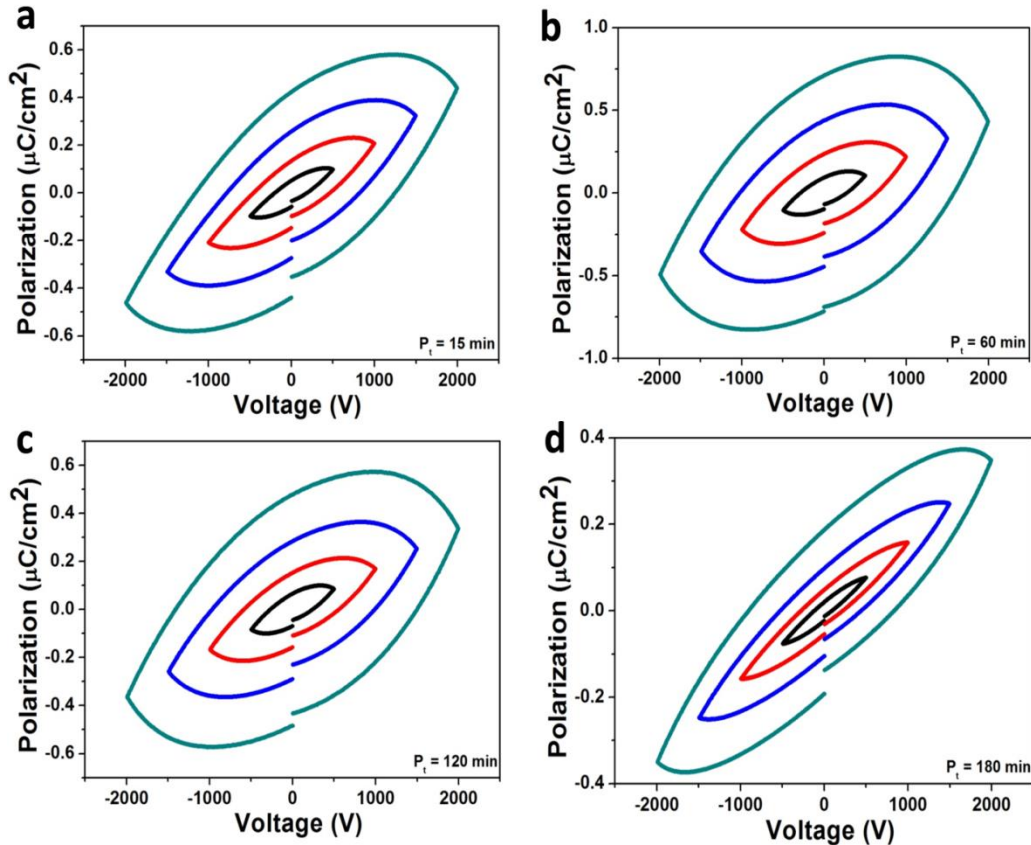 a
Polarization (μC/cm²)
0.6
0.4
0.2
0.0
-0.2
-0.4
-0.6
P_t = 15 min
-2000 -1000 0 1000 2000
Voltage (V)
b
Polarization (μC/cm²)
1.0
0.5
0.0
-0.5
-1.0
P_t = 60 min
-2000 -1000 0 1000 2000
Voltage (V)
c
Polarization (μC/cm²)
0.6
0.4
0.2
0.0
-0.2
-0.4
-0.6
P_t = 120 min
-2000 -1000 0 1000 2000
Voltage (V)
d
Polarization (μC/cm²)
0.4
0.2
0.0
-0.2
-0.4
P_t = 180 min
-2000 -1000 0 1000 2000
Voltage (V)